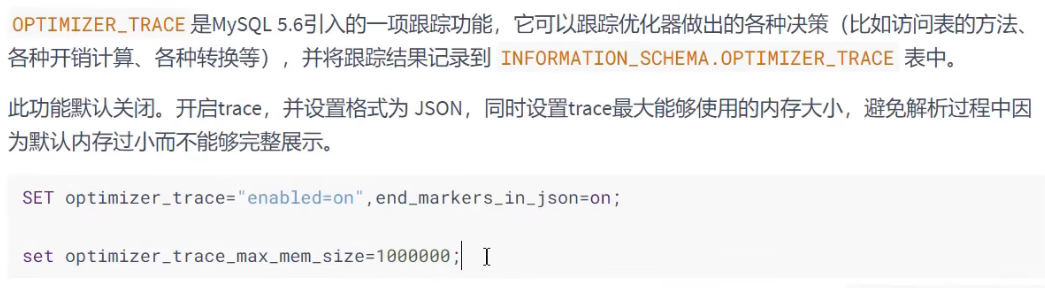 OPTIMIZER_TRACE 是MySQL 5.6引入的一项跟踪功能，它可以跟踪优化器做出的各种决策（比如访问表的方法、
各种开销计算、各种转换等），并将跟踪结果记录到 INFORMATION_SCHEMA.OPTIMIZER_TRACE 表中。
此功能默认关闭。开启trace，并设置格式为 JSON，同时设置trace最大能够使用的内存大小，避免解析过程中因
为默认内存过小而不能够完整展示。
SET optimizer_trace="enabled=on",end_markers_in_json=on;
set optimizer_trace_max_mem_size=1000000;